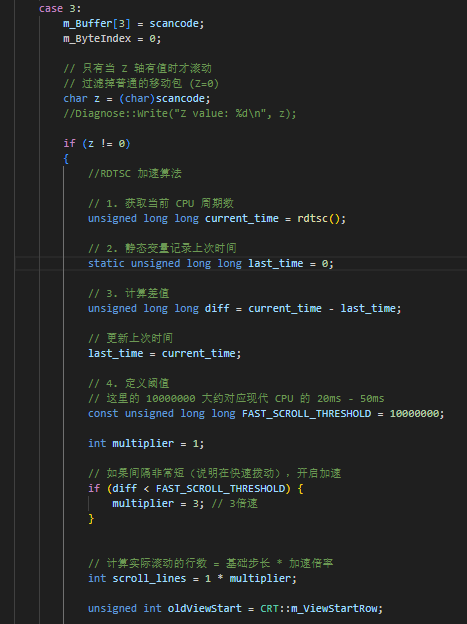 case 3:
m_Buffer[3] = scancode;
m_ByteIndex = 0;
// 只有当 Z 轴有值时才滚动
// 过滤掉普通的移动包 (Z=0)
char z = (char)scancode;
//Diagnose::Write("Z value: %d\n", z);
if (z != 0)
{
//RDTSC 加速算法
// 1. 获取当前 CPU 周期数
unsigned long long current_time = rdtsc();
// 2. 静态变量记录上次时间
static unsigned long long last_time = 0;
// 3. 计算差值
unsigned long long diff = current_time - last_time;
// 更新上次时间
last_time = current_time;
// 4. 定义阈值
// 这里的 10000000 大约对应现代 CPU 的 20ms - 50ms
const unsigned long long FAST_SCROLL_THRESHOLD = 10000000;
int multiplier = 1;
// 如果间隔非常短（说明在快速拨动），开启加速
if (diff < FAST_SCROLL_THRESHOLD) {
multiplier = 3; // 3倍速
}
// 计算实际滚动的行数 = 基础步长 * 加速倍率
int scroll_lines = 1 * multiplier;
unsigned int oldViewStart = CRT::m_ViewStartRow;